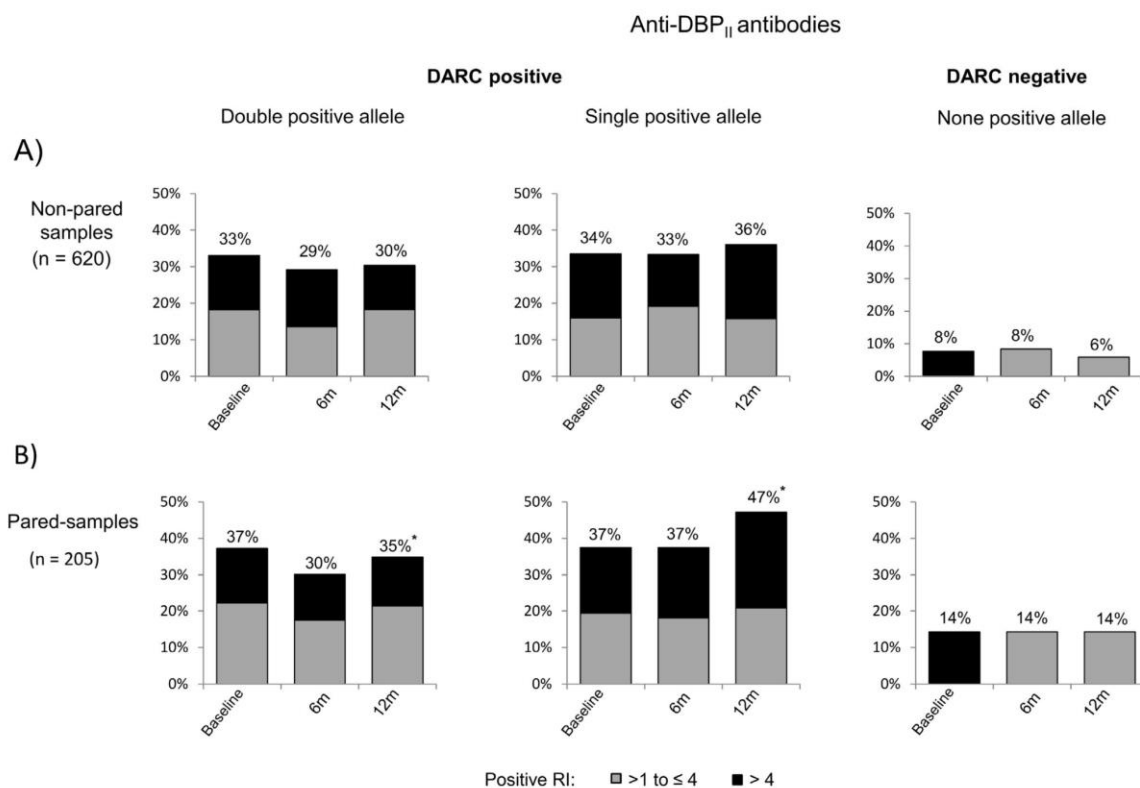 Anti-DBPII antibodies
DARC positive
DARC negative
Double positive allele
Single positive allele
None positive allele
A)
Non-pared
samples
(n = 620)
50%
40%
30%
20%
10%
0%
33%
29%
30%
Baseline
6m
12m
50%
40%
30%
20%
10%
0%
34%
33%
36%
Baseline
6m
12m
50%
40%
30%
20%
10%
0%
8%
8%
6%
Baseline
6m
12m
B)
Pared-samples
(n = 205)
50%
40%
30%
20%
10%
0%
37%
30%
35%*
Baseline
6m
12m
50%
40%
30%
20%
10%
0%
37%
37%
47%*
Baseline
6m
12m
50%
40%
30%
20%
10%
0%
14%
14%
14%
Baseline
6m
12m
Positive RI: >1 to ≤ 4 > 4